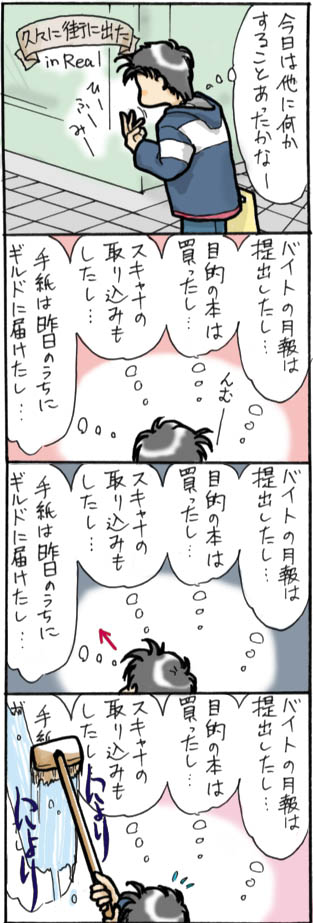 久々に街に出た
in Real
今日は他に何か
することあったかなー
ひー
ふー
みー
バイトの月報は
提出したし…
目的の本は
買ったし…
スキャナの
取り込みも
したし…
手紙は昨日のうちに
ギルドに届けたし…
んむー
バイトの月報は
提出したし…
目的の本は
買ったし…
スキャナの
取り込みも
したし…
手紙は昨日のうちに
ギルドに届けたし…
バイトの月報は
提出したし…
目的の本は
買ったし…
スキャナの
取り込みも
したし…
手紙
にょり
にょり